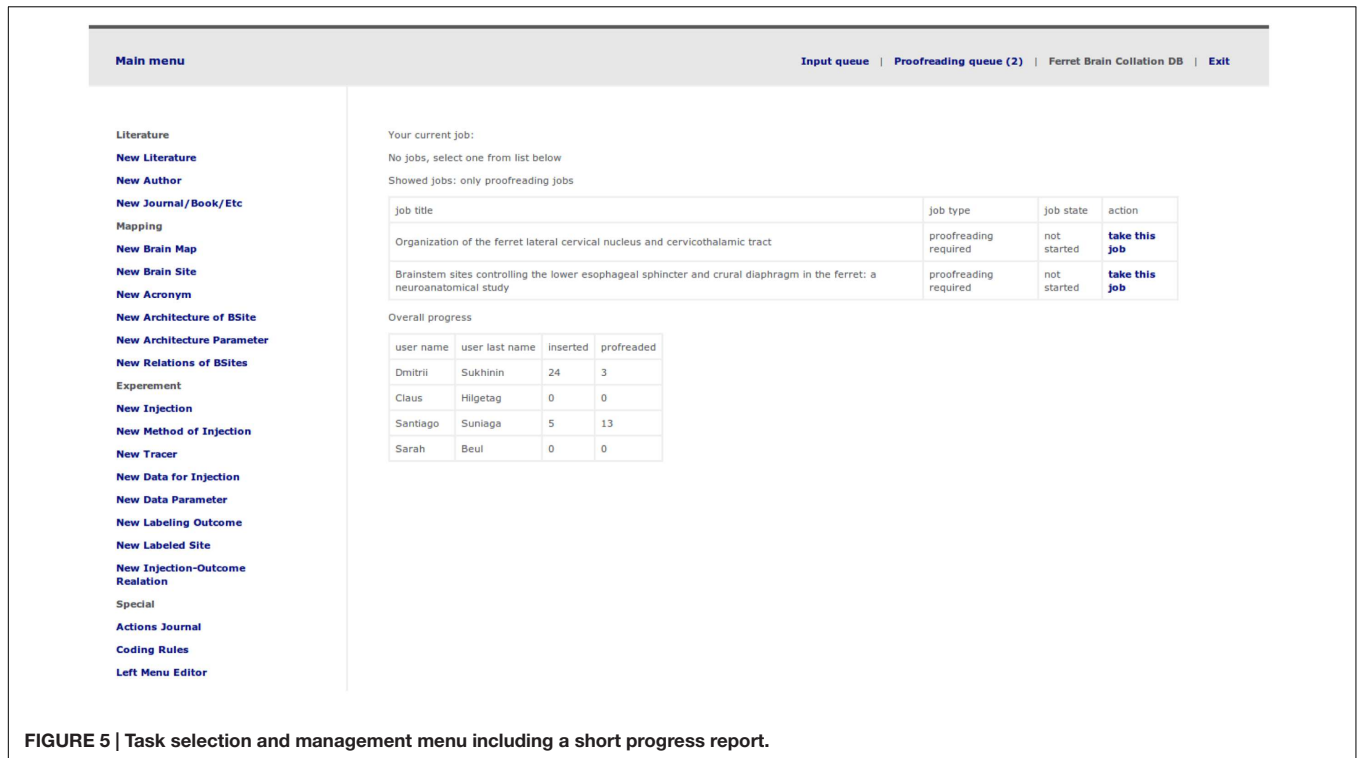 Main menu
Input queue | Proofreading queue (2) | Ferret Brain Collation DB | Exit
Literature
New Literature
New Author
New Journal/Book/Etc
Mapping
New Brain Map
New Brain Site
New Acronym
New Architecture of BSite
New Architecture Parameter
New Relations of BSites
Experement
New Injection
New Method of Injection
New Tracer
New Data for Injection
New Data Parameter
New Labeling Outcome
New Labeled Site
New Injection-Outcome
Realation
Special
Actions Journal
Coding Rules
Left Menu Editor
Your current job:
No jobs, select one from list below
Showed jobs: only proofreading jobs
job title job type job state action
Organization of the ferret lateral cervical nucleus and cervicothalamic tract
proofreading
required
not
started
take this
job
Brainstem sites controlling the lower esophageal sphincter and crural diaphragm in the ferret: a
neuroanatomical study
proofreading
required
not
started
take this
job
Overall progress
user name user last name inserted profreaded
Dmitrii Sukhinin 24 3
Claus Hilgetag 0 0
Santiago Suniaga 5 13
Sarah Beul 0 0
FIGURE 5 | Task selection and management menu including a short progress report.